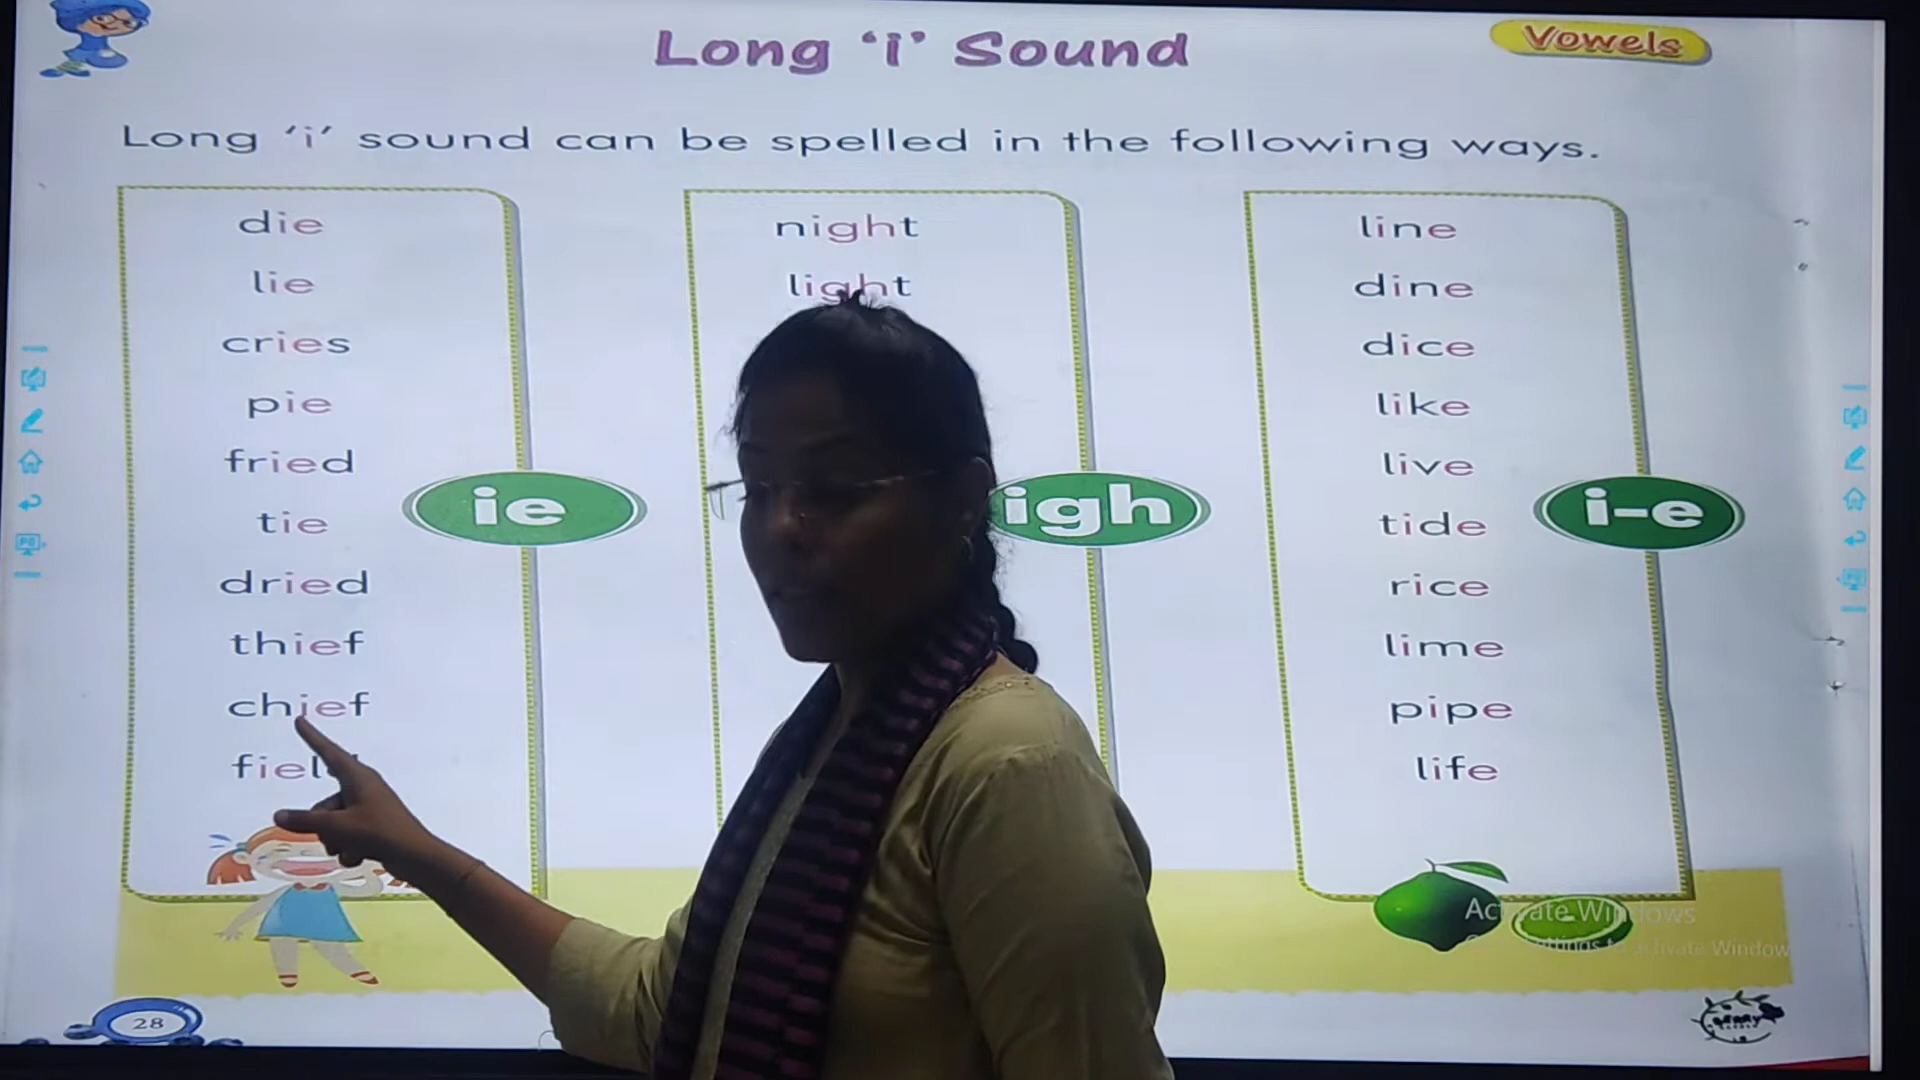 Long ‘i’ Sound
Vowels
Long ‘i’ sound can be spelled in the following ways.
die
lie
cries
pie
fried
tie
dried
thief
chief
ie
night
light
igh
line
dine
dice
like
live
tide
rice
lime
pipe
life
i-e
Activate Windows
28